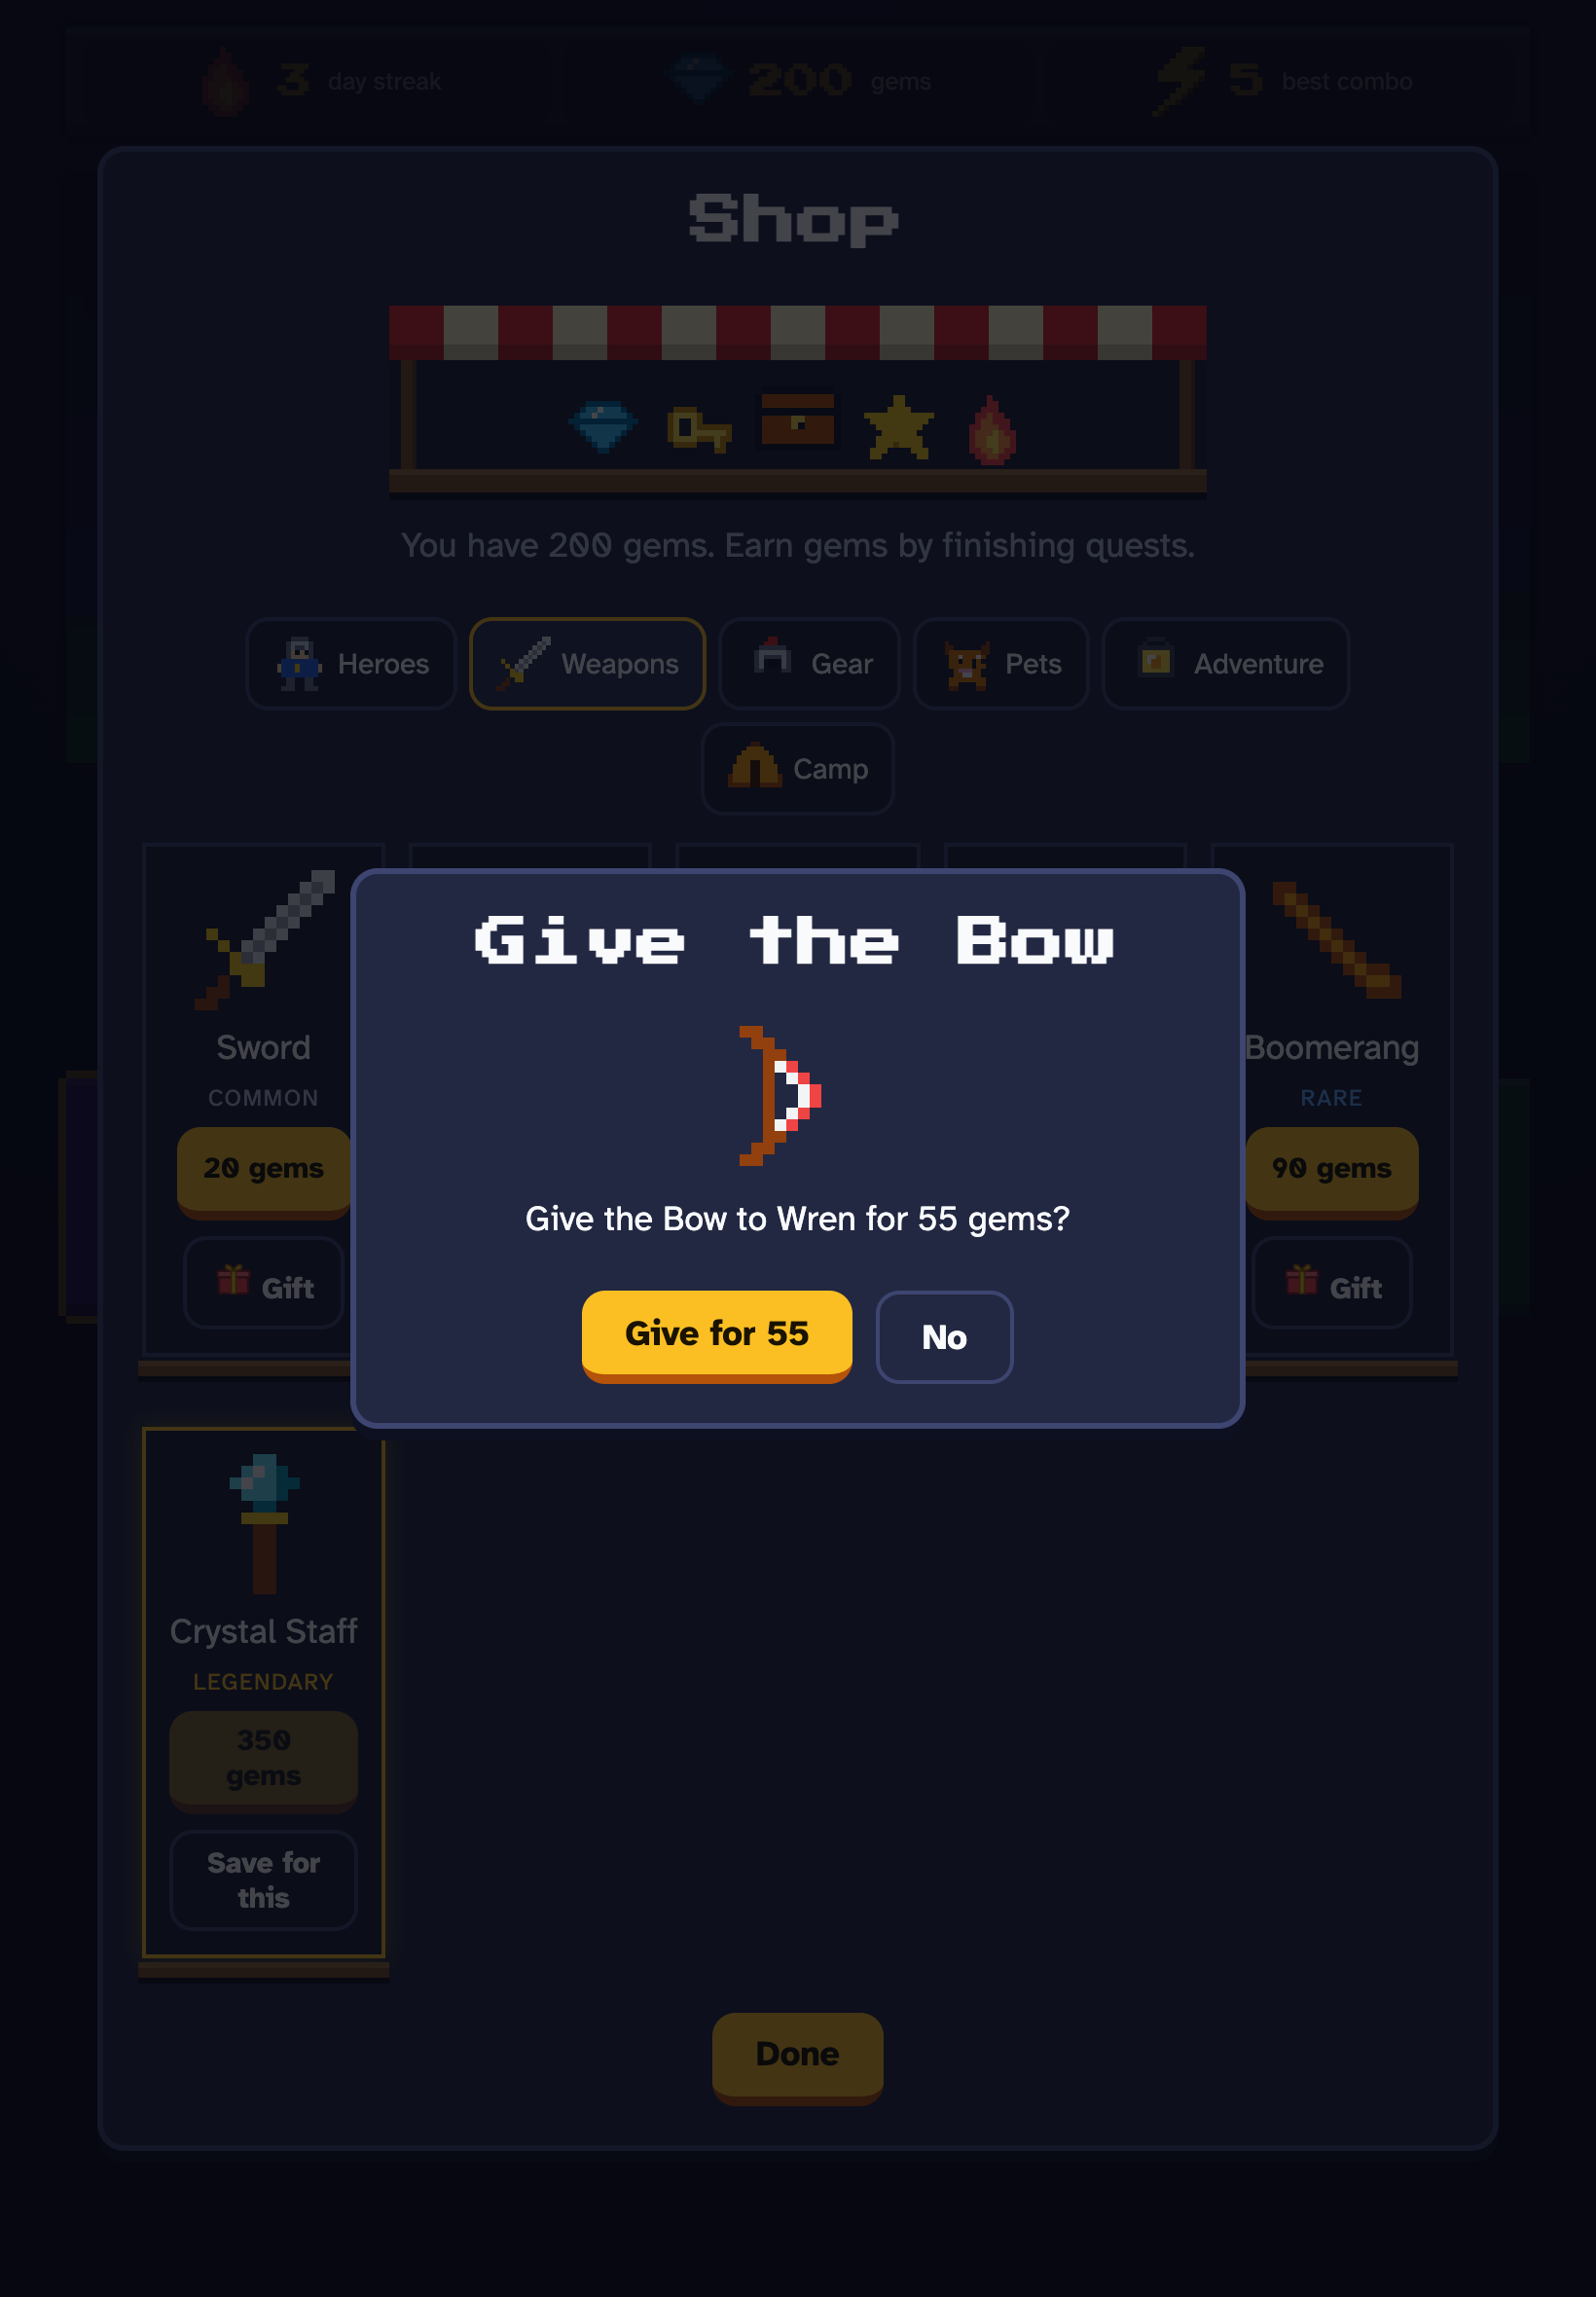 3 day streak 200 gems 5 best combo
Shop
You have 200 gems. Earn gems by finishing quests.
Heroes Weapons Gear Pets Adventure
Camp
Give the Bow
Sword Boomerang
COMMON RARE
20 gems 90 gems
Give the Bow to Wren for 55 gems?
Gift Gift
Give for 55 No
Crystal Staff
LEGENDARY
350
gems
Save for
this
Done